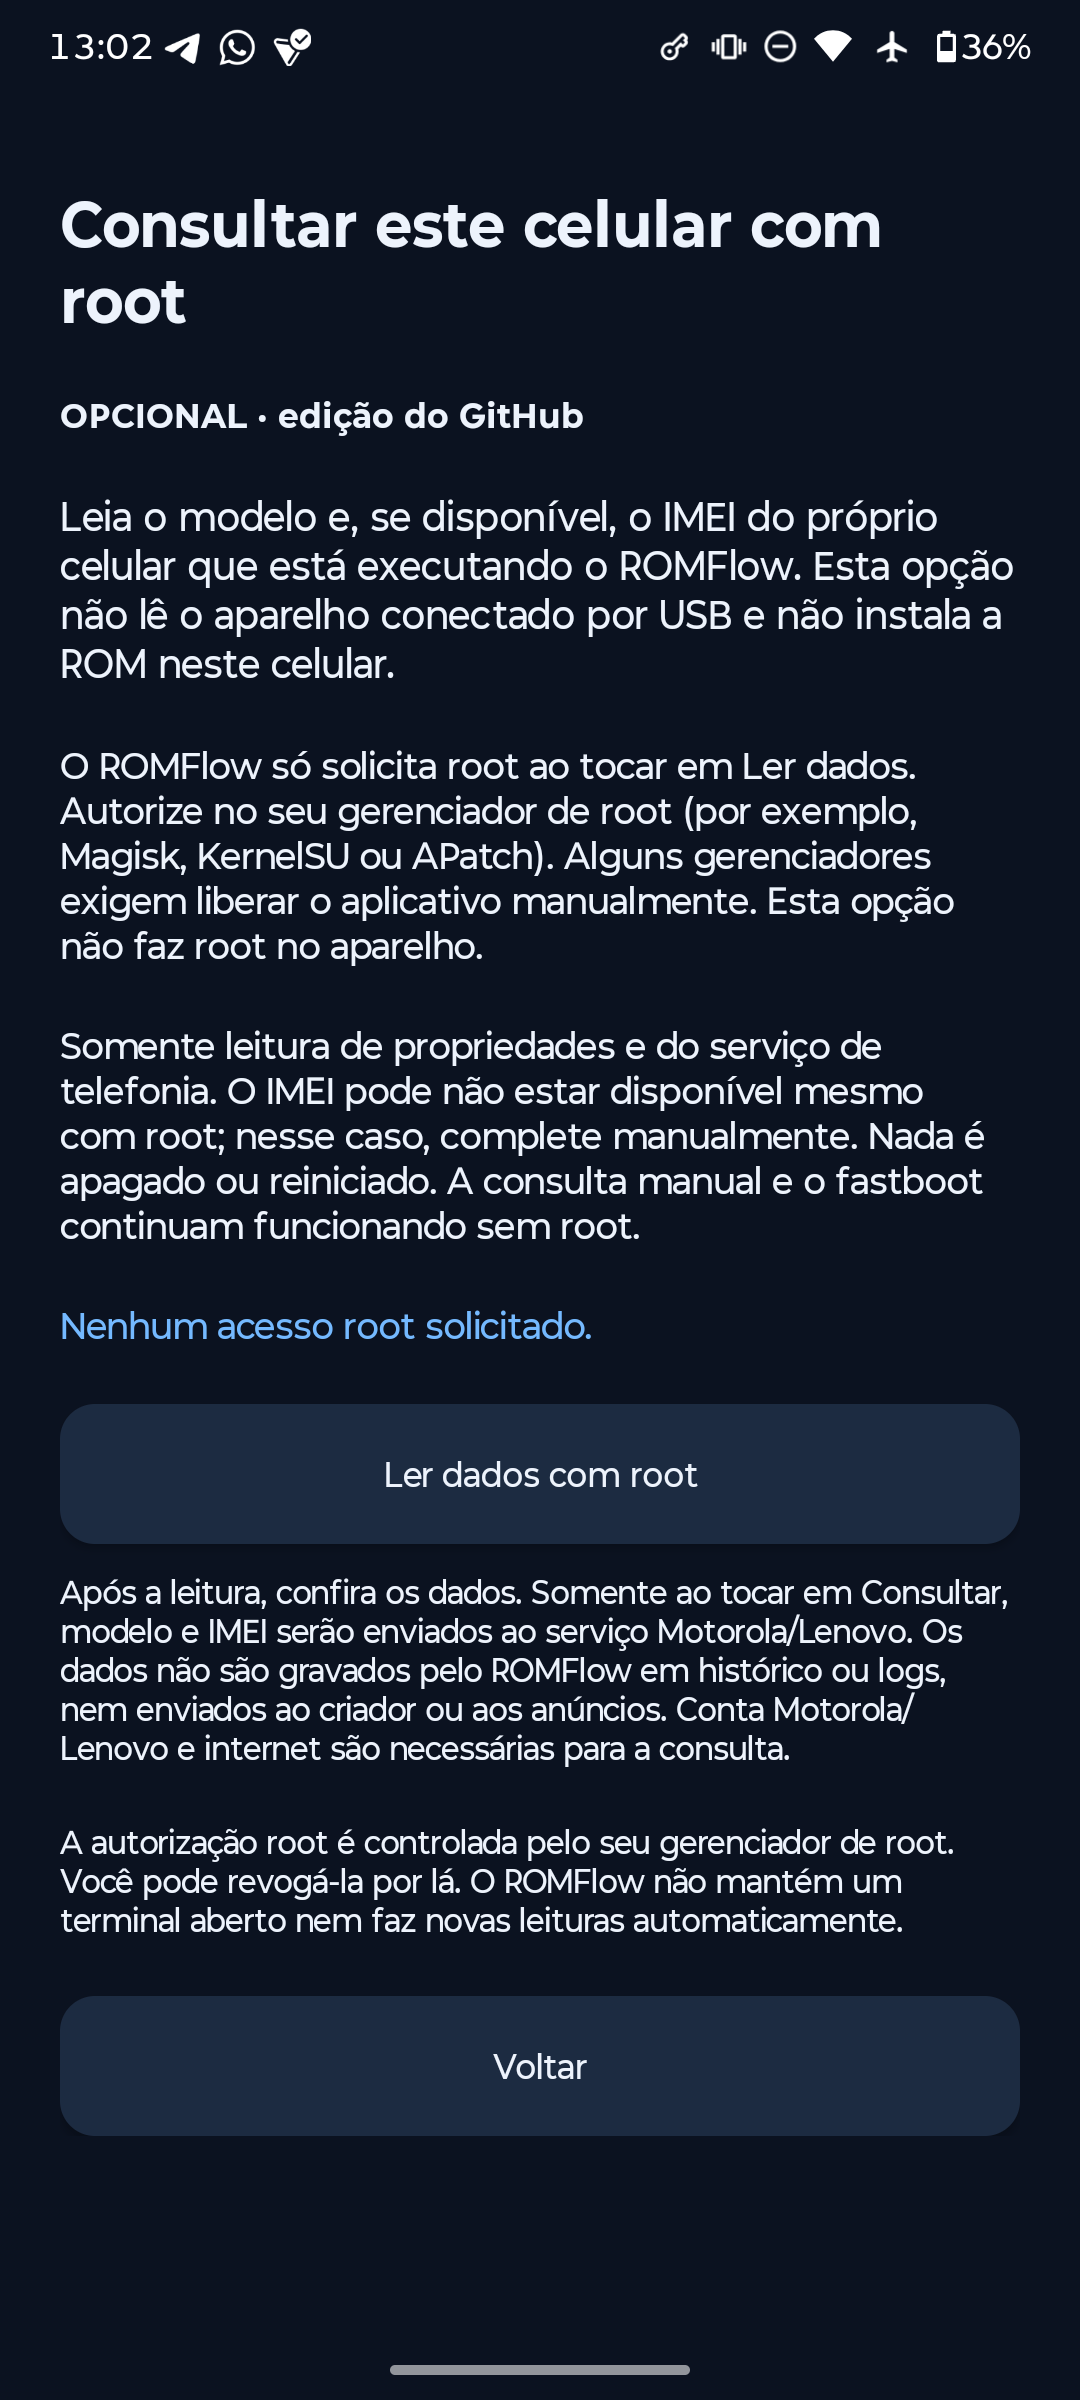 13:02
36%
Consultar este celular com
root
OPCIONAL • edição do GitHub
Leia o modelo e, se disponível, o IMEI do próprio
celular que está executando o ROMFlow. Esta opção
não lê o aparelho conectado por USB e não instala a
ROM neste celular.
O ROMFlow só solicita root ao tocar em Ler dados.
Autorize no seu gerenciador de root (por exemplo,
Magisk, KernelSU ou APatch). Alguns gerenciadores
exigem liberar o aplicativo manualmente. Esta opção
não faz root no aparelho.
Somente leitura de propriedades e do serviço de
telefonia. O IMEI pode não estar disponível mesmo
com root; nesse caso, complete manualmente. Nada é
apagado ou reiniciado. A consulta manual e o fastboot
continuam funcionando sem root.
Nenhum acesso root solicitado.
Ler dados com root
Após a leitura, confira os dados. Somente ao tocar em Consultar,
modelo e IMEI serão enviados ao serviço Motorola/Lenovo. Os
dados não são gravados pelo ROMFlow em histórico ou logs,
nem enviados ao criador ou aos anúncios. Conta Motorola/
Lenovo e internet são necessárias para a consulta.
A autorização root é controlada pelo seu gerenciador de root.
Você pode revogá-la por lá. O ROMFlow não mantém um
terminal aberto nem faz novas leituras automaticamente.
Voltar